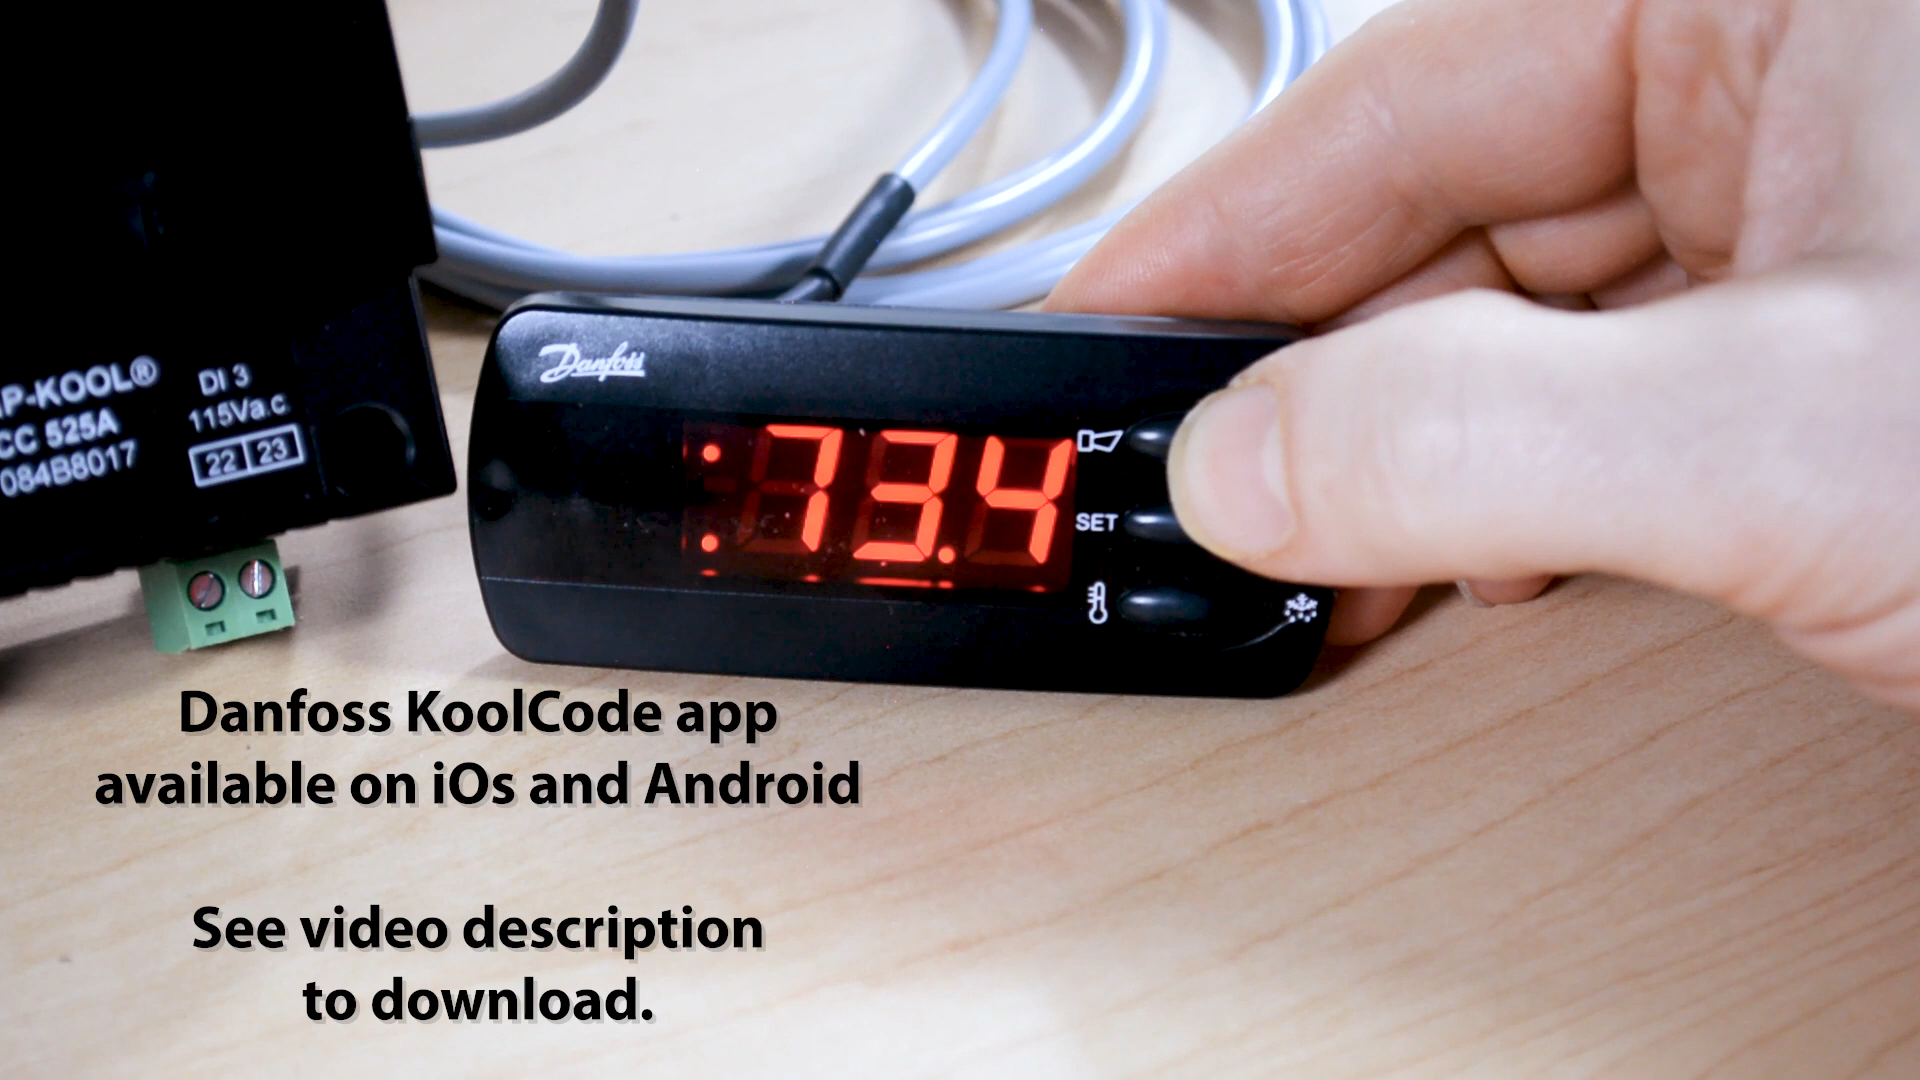 Danfoss
73.4
SET
DI 3
115Va.c.
22 23
CC 525A
084B8017
Danfoss KoolCode app
available on iOs and Android
See video description
to download.